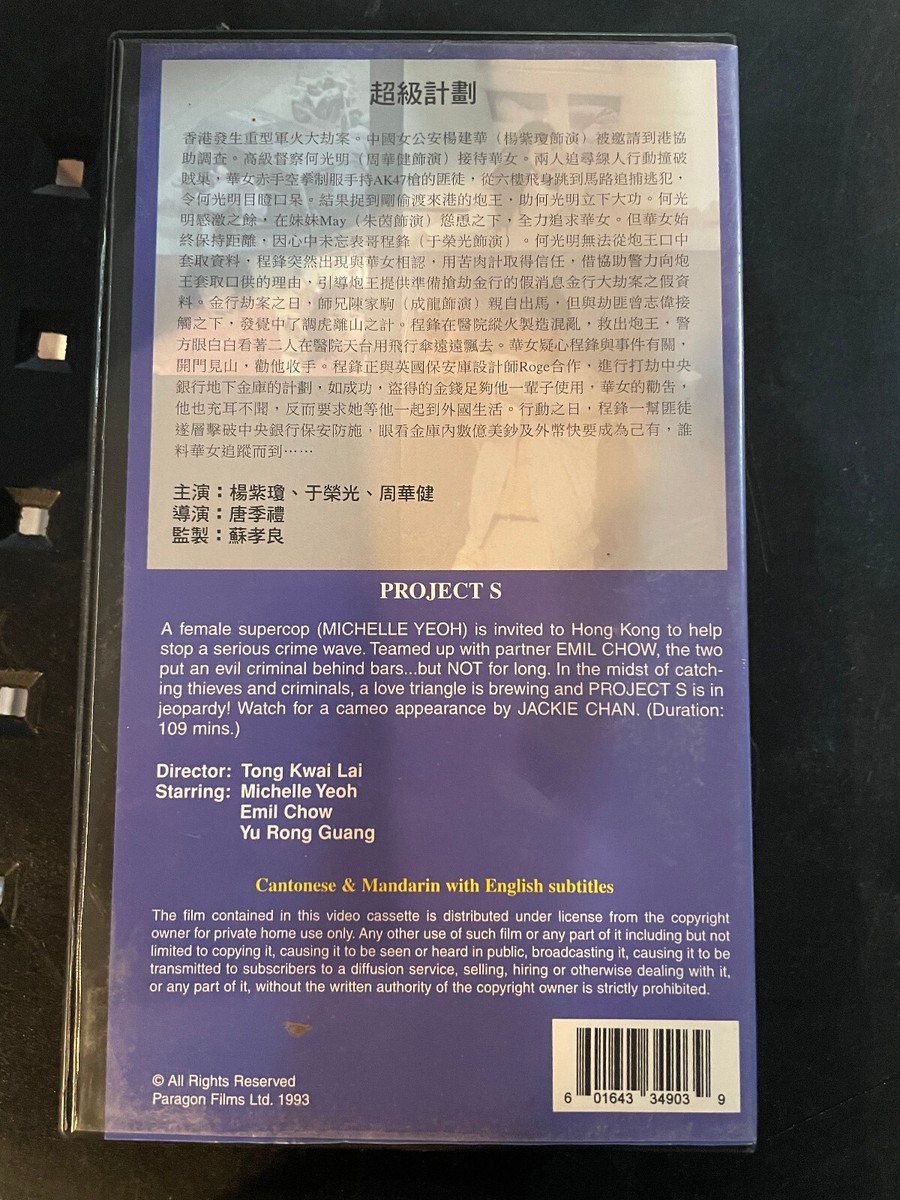 超級計劃
香港發生重型軍火大劫案。中國女公安楊建華（楊紫瓊飾演）被邀請到港協
助調查。高級督察何光明（周華健飾演）接待華女。兩人追尋線人行動撞破
賊巢，華女赤手空拳制服手持AK47槍的匪徒，從六樓飛身跳到馬路追捕逃犯，
令何光明目瞪口呆。結果捉到剛偷渡來港的炮王，助何光明立下大功。何光
明感激之餘，在妹妹May（朱茵飾演）慫恿之下，全力追求華女。但華女始
終保持距離，因心中未忘表哥程鋒（于榮光飾演）。何光明無法從炮王口中
套取資料，程鋒突然出現與華女相認，用苦肉計取得信任，借協助警力向炮
王套取口供的理由，引導炮王提供準備搶劫金行的假消息金行大劫案之假資
料。金行劫案之日，師兄陳家駒（成龍飾演）親自出馬，但與劫匪曾志偉接
觸之下，發覺中了調虎離山之計。程鋒在醫院縱火製造混亂，救出炮王，警
方眼白白看著二人在醫院天台用飛行傘遠遠飄去。華女疑心程鋒與事件有關，
開門見山，勸他收手。程鋒正與英國保安庫設計師Roge合作，進行打劫中央
銀行地下金庫的計劃，如成功，盜得的金錢足夠他一輩子使用，華女的勸告，
他也充耳不聞，反而要求她等他一起到外國生活。行動之日，程鋒一幫匪徒
遂層擊破中央銀行保安防施，眼看金庫內數億美鈔及外幣快要成為己有，誰
料華女追蹤而到……
主演：楊紫瓊、于榮光、周華健
導演：唐季禮
監製：蘇孝良
PROJECT S
A female supercop (MICHELLE YEOH) is invited to Hong Kong to help
stop a serious crime wave. Teamed up with partner EMIL CHOW, the two
put an evil criminal behind bars...but NOT for long. In the midst of catch-
ing thieves and criminals, a love triangle is brewing and PROJECT S is in
jeopardy! Watch for a cameo appearance by JACKIE CHAN. (Duration:
109 mins.)
Director: Tong Kwai Lai
Starring: Michelle Yeoh
Emil Chow
Yu Rong Guang
Cantonese & Mandarin with English subtitles
The film contained in this video cassette is distributed under license from the copyright
owner for private home use only. Any other use of such film or any part of it including but not
limited to copying it, causing it to be seen or heard in public, broadcasting it, causing it to be
transmitted to subscribers to a diffusion service, selling, hiring or otherwise dealing with it,
or any part of it, without the written authority of the copyright owner is strictly prohibited.
© All Rights Reserved
Paragon Films Ltd. 1993
6 01643 34903 9